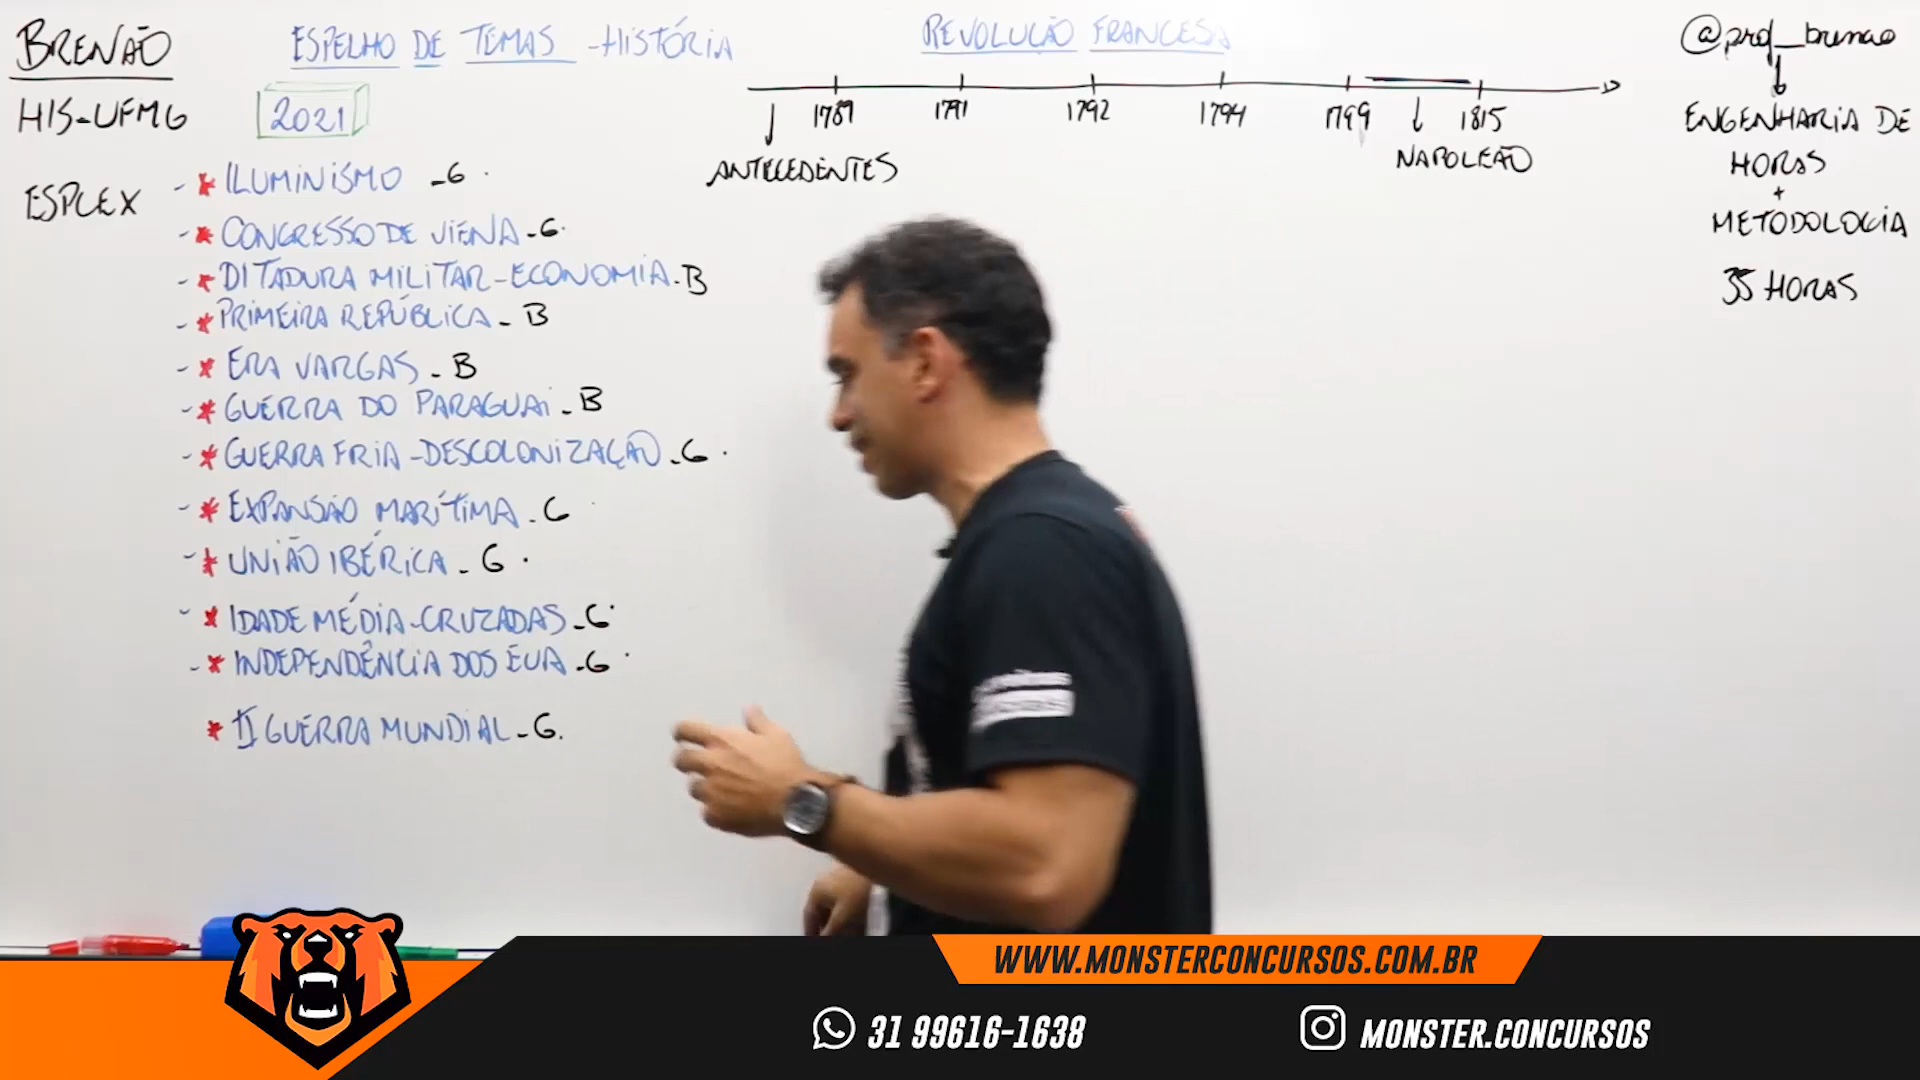 BRENÃO
HIS-UFMG
ESPCEX
ESPELHO DE TEMAS - HISTÓRIA
2021
- * ILUMINISMO - G
- * CONGRESSO DE VIENA - G
- * DITADURA MILITAR - ECONOMIA - B
- * PRIMEIRA REPÚBLICA - B
- * ERA VARGAS - B
- * GUERRA DO PARAGUAI - B
- * GUERRA FRIA - DESCOLONIZAÇÃO - G
- * EXPANSÃO MARÍTIMA - G
- * UNIÃO IBÉRICA - G
- * IDADE MÉDIA - CRUZADAS - G
- * INDEPENDÊNCIA DOS EUA - G
* II GUERRA MUNDIAL - G
REVOLUÇÃO FRANCESA
1789 1791 1792 1794 1799 1815
ANTECEDENTES
NAPOLEÃO
@prof_brenao
ENGENHARIA DE
HORAS
+
METODOLOGIA
35 HORAS
WWW.MONSTERCONCURSOS.COM.BR
31 99616-1638
MONSTER.CONCURSOS